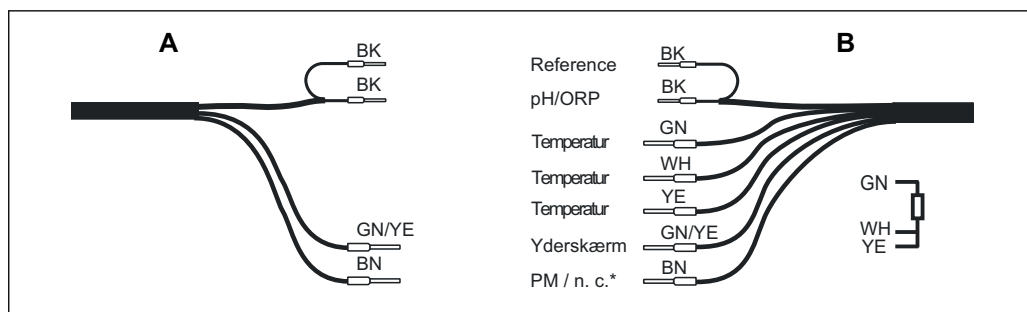 A
BK
BK
GN/YE
BN
B
Reference BK
pH/ORP BK
Temperatur GN
Temperatur WH
Temperatur YE
Yderskærm GN/YE
PM / n. c.* BN
GN
WH
YE